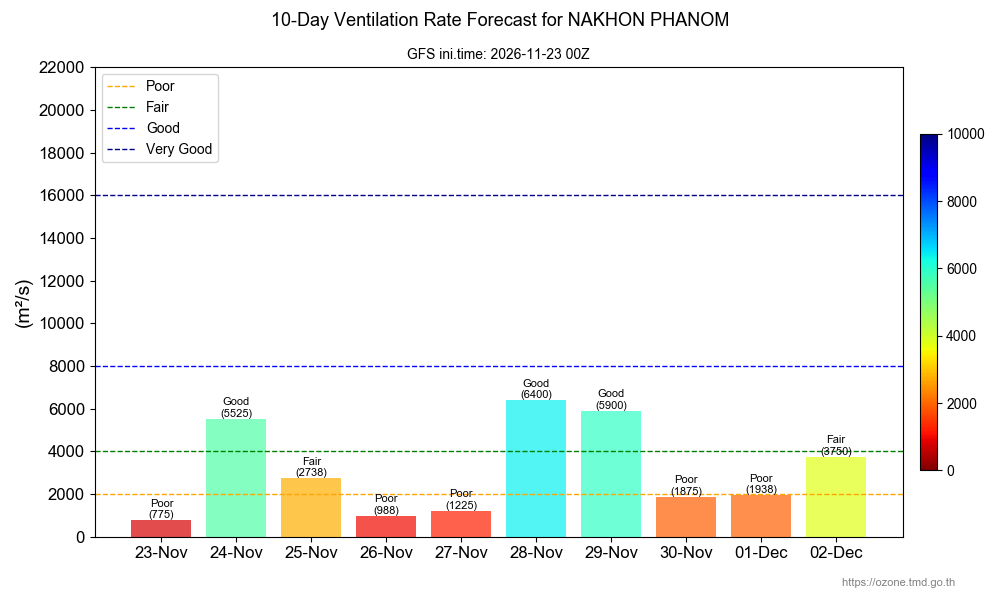 10-Day Ventilation Rate Forecast for NAKHON PHANOM
GFS ini.time: 2026-11-23 00Z
(m²/s)
22000
20000
18000
16000
14000
12000
10000
8000
6000
4000
2000
0
Poor
Fair
Good
Very Good
Poor
(775)
Good
(5525)
Fair
(2738)
Poor
(988)
Poor
(1225)
Good
(6400)
Good
(5900)
Poor
(1875)
Poor
(1938)
Fair
(3750)
23-Nov 24-Nov 25-Nov 26-Nov 27-Nov 28-Nov 29-Nov 30-Nov 01-Dec 02-Dec
10000
8000
6000
4000
2000
0
https://ozone.tmd.go.th